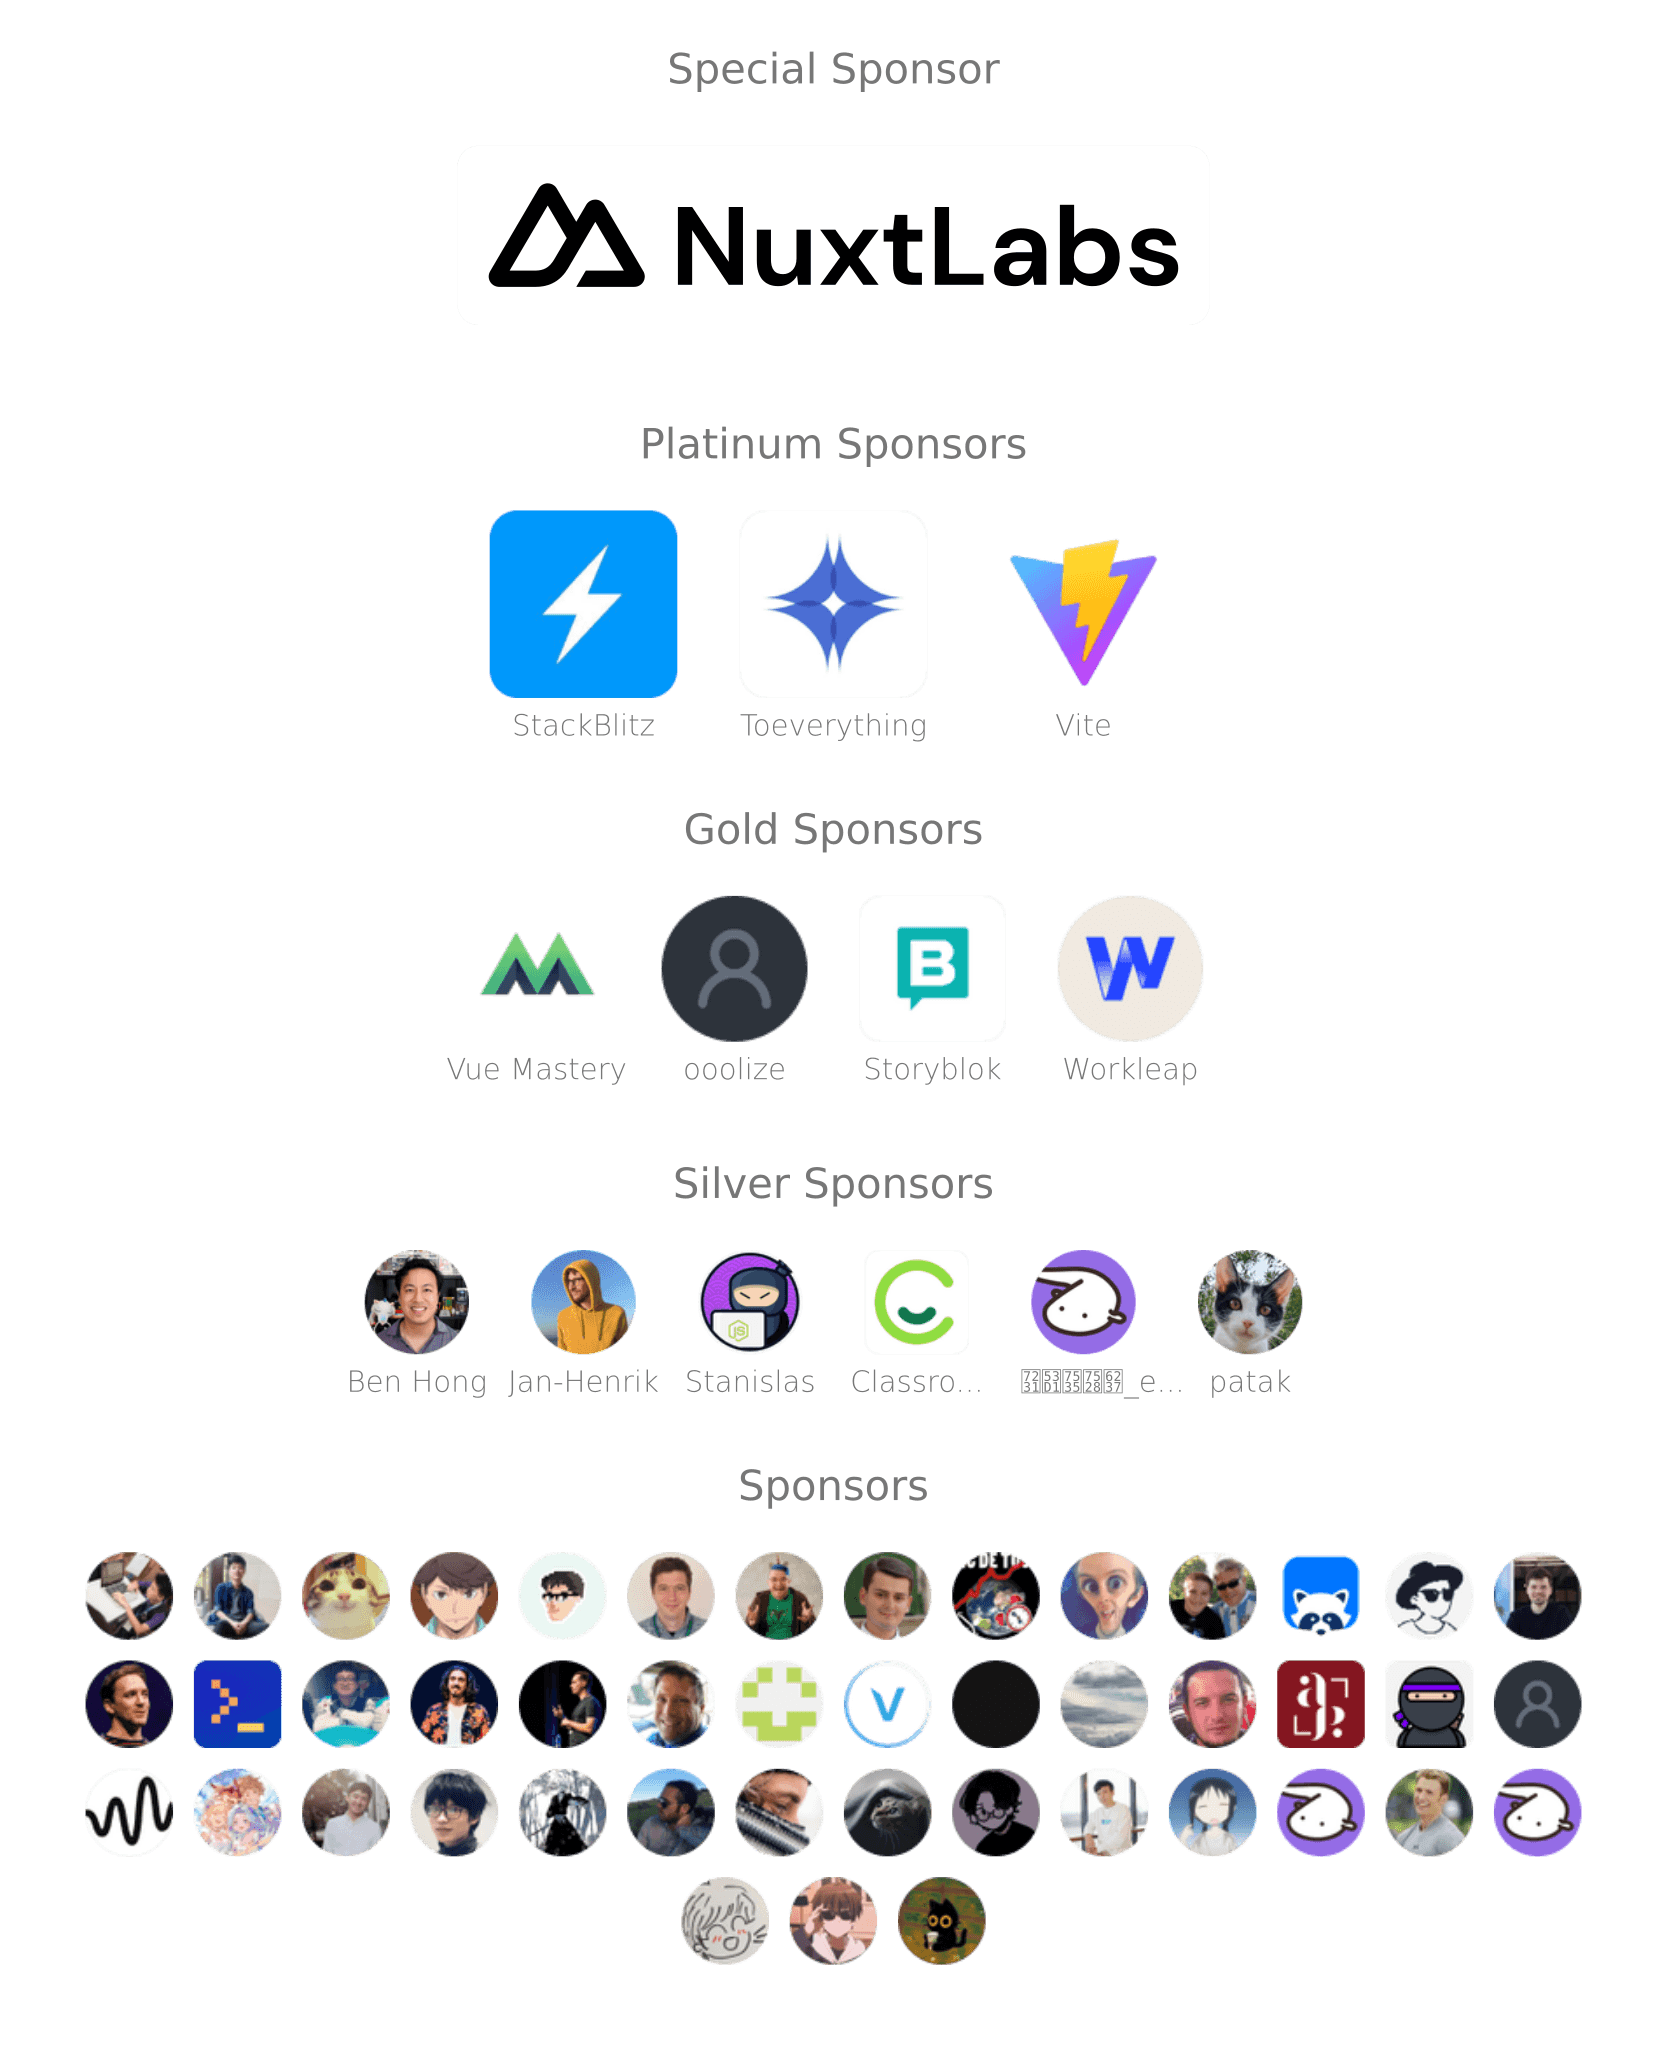 Special Sponsor
NuxtLabs
Platinum Sponsors
StackBlitz Toeverything Vite
Gold Sponsors
Vue Mastery ooolize Storyblok Workleap
Silver Sponsors
Ben Hong Jan-Henrik Stanislas Classro... _e... patak
Sponsors